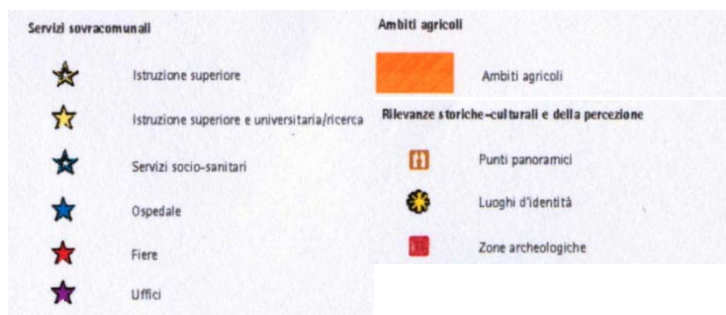 Servizi sovracomunali
Istruzione superiore
Istruzione superiore e universitaria/ricerca
Servizi socio-sanitari
Ospedale
Fiere
Uffici
Ambiti agricoli
Ambiti agricoli
Rilevanze storiche-culturali e della percezione
Punti panoramici
Luoghi d'identità
Zone archeologiche